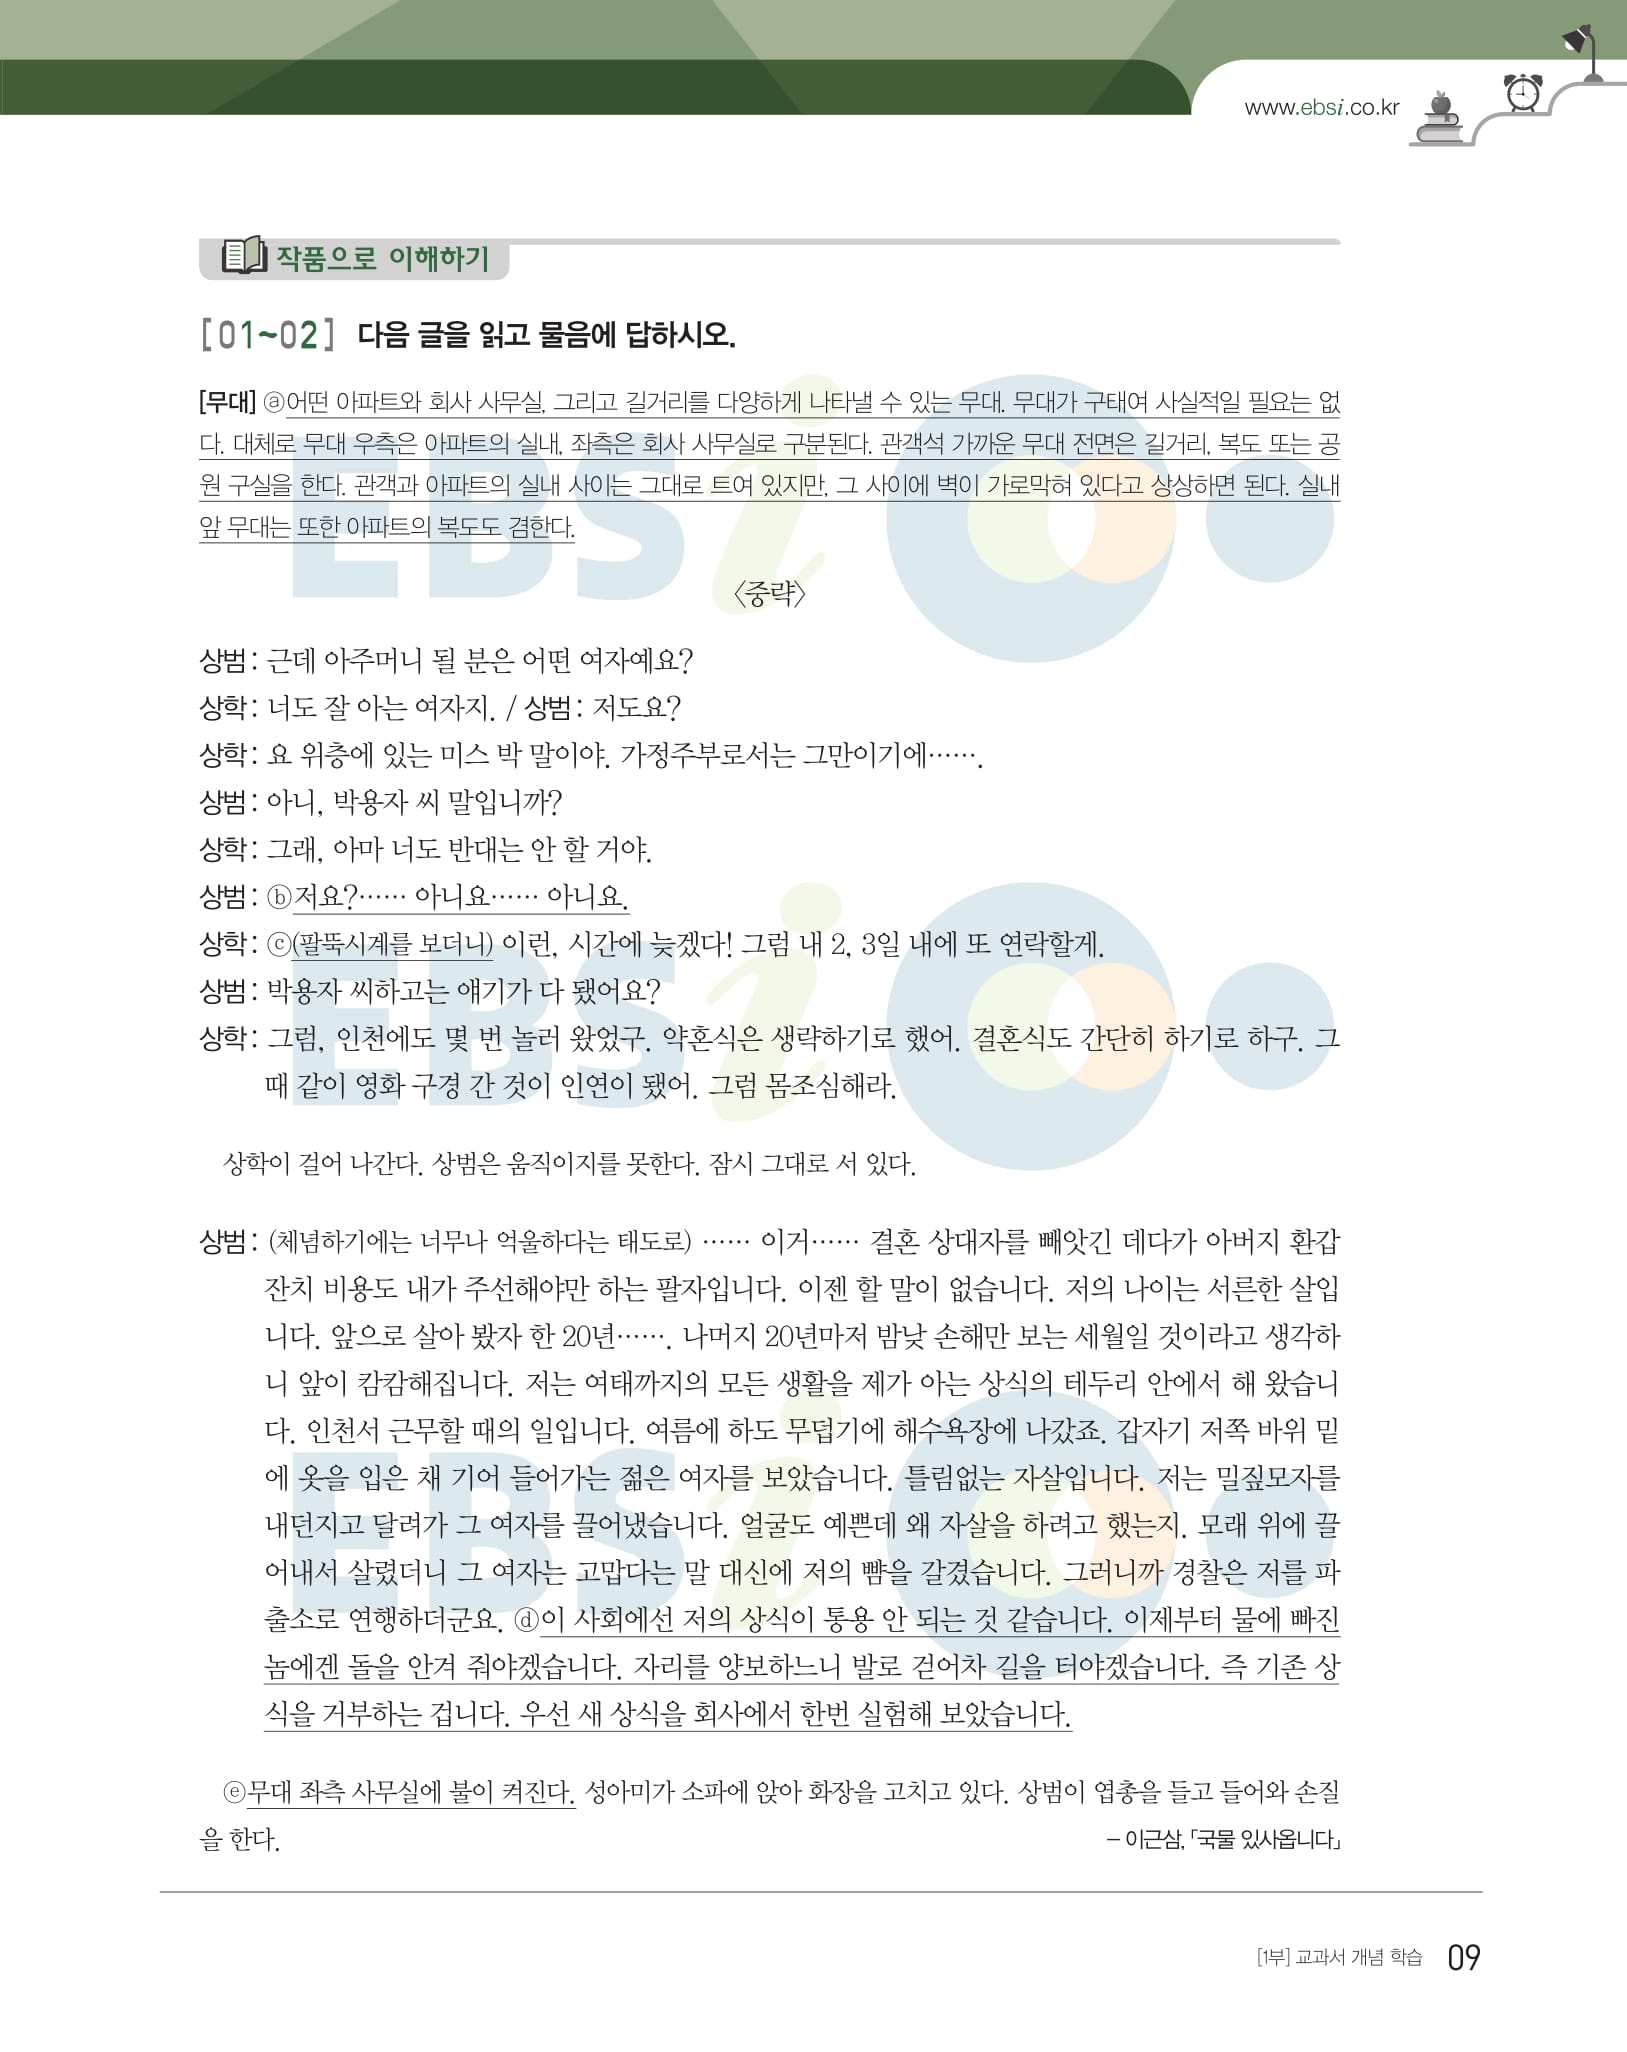 www.ebsi.co.kr
작품으로 이해하기
[01~02] 다음 글을 읽고 물음에 답하시오.
[무대] ⓐ어떤 아파트와 회사 사무실, 그리고 길거리를 다양하게 나타낼 수 있는 무대. 무대가 구태여 사실적일 필요는 없
다. 대체로 무대 우측은 아파트의 실내, 좌측은 회사 사무실로 구분된다. 관객석 가까운 무대 전면은 길거리, 복도 또는 공
원 구실을 한다. 관객과 아파트의 실내 사이는 그대로 트여 있지만, 그 사이에 벽이 가로막혀 있다고 상상하면 된다. 실내
앞 무대는 또한 아파트의 복도도 겸한다.
〈중략〉
상범: 근데 아주머니 될 분은 어떤 여자예요?
상학: 너도 잘 아는 여자지. / 상범: 저도요?
상학: 요 위층에 있는 미스 박 말이야. 가정주부로서는 그만이기에…….
상범: 아니, 박용자 씨 말입니까?
상학: 그래, 아마 너도 반대는 안 할 거야.
상범: ⓑ저요?…… 아니요…… 아니요.
상학: ⓒ(팔뚝시계를 보더니) 이런, 시간에 늦겠다! 그럼 내 2, 3일 내에 또 연락할게.
상범: 박용자 씨하고는 얘기가 다 됐어요?
상학: 그럼, 인천에도 몇 번 놀러 왔었구. 약혼식은 생략하기로 했어. 결혼식도 간단히 하기로 하구. 그
때 같이 영화 구경 간 것이 인연이 됐어. 그럼 몸조심해라.
상학이 걸어 나간다. 상범은 움직이지를 못한다. 잠시 그대로 서 있다.
상범: (체념하기에는 너무나 억울하다는 태도로) …… 이거…… 결혼 상대자를 빼앗긴 데다가 아버지 환갑
잔치 비용도 내가 주선해야만 하는 팔자입니다. 이젠 할 말이 없습니다. 저의 나이는 서른한 살입
니다. 앞으로 살아 봤자 한 20년……. 나머지 20년마저 밤낮 손해만 보는 세월일 것이라고 생각하
니 앞이 캄캄해집니다. 저는 여태까지의 모든 생활을 제가 아는 상식의 테두리 안에서 해 왔습니
다. 인천서 근무할 때의 일입니다. 여름에 하도 무덥기에 해수욕장에 나갔죠. 갑자기 저쪽 바위 밑
에 옷을 입은 채 기어 들어가는 젊은 여자를 보았습니다. 틀림없는 자살입니다. 저는 밀짚모자를
내던지고 달려가 그 여자를 끌어냈습니다. 얼굴도 예쁜데 왜 자살을 하려고 했는지. 모래 위에 끌
어내서 살렸더니 그 여자는 고맙다는 말 대신에 저의 뺨을 갈겼습니다. 그러니까 경찰은 저를 파
출소로 연행하더군요. ⓓ이 사회에선 저의 상식이 통용 안 되는 것 같습니다. 이제부터 물에 빠진
놈에겐 돌을 안겨 줘야겠습니다. 자리를 양보하느니 발로 걷어차 길을 터야겠습니다. 즉 기존 상
식을 거부하는 겁니다. 우선 새 상식을 회사에서 한번 실험해 보았습니다.
ⓔ무대 좌측 사무실에 불이 켜진다. 성아미가 소파에 앉아 화장을 고치고 있다. 상범이 엽총을 들고 들어와 손질
을 한다.
– 이근삼, 「국물 있사옵니다」
[1부] 교과서 개념 학습 09
EBSi
EBSi
EBSi